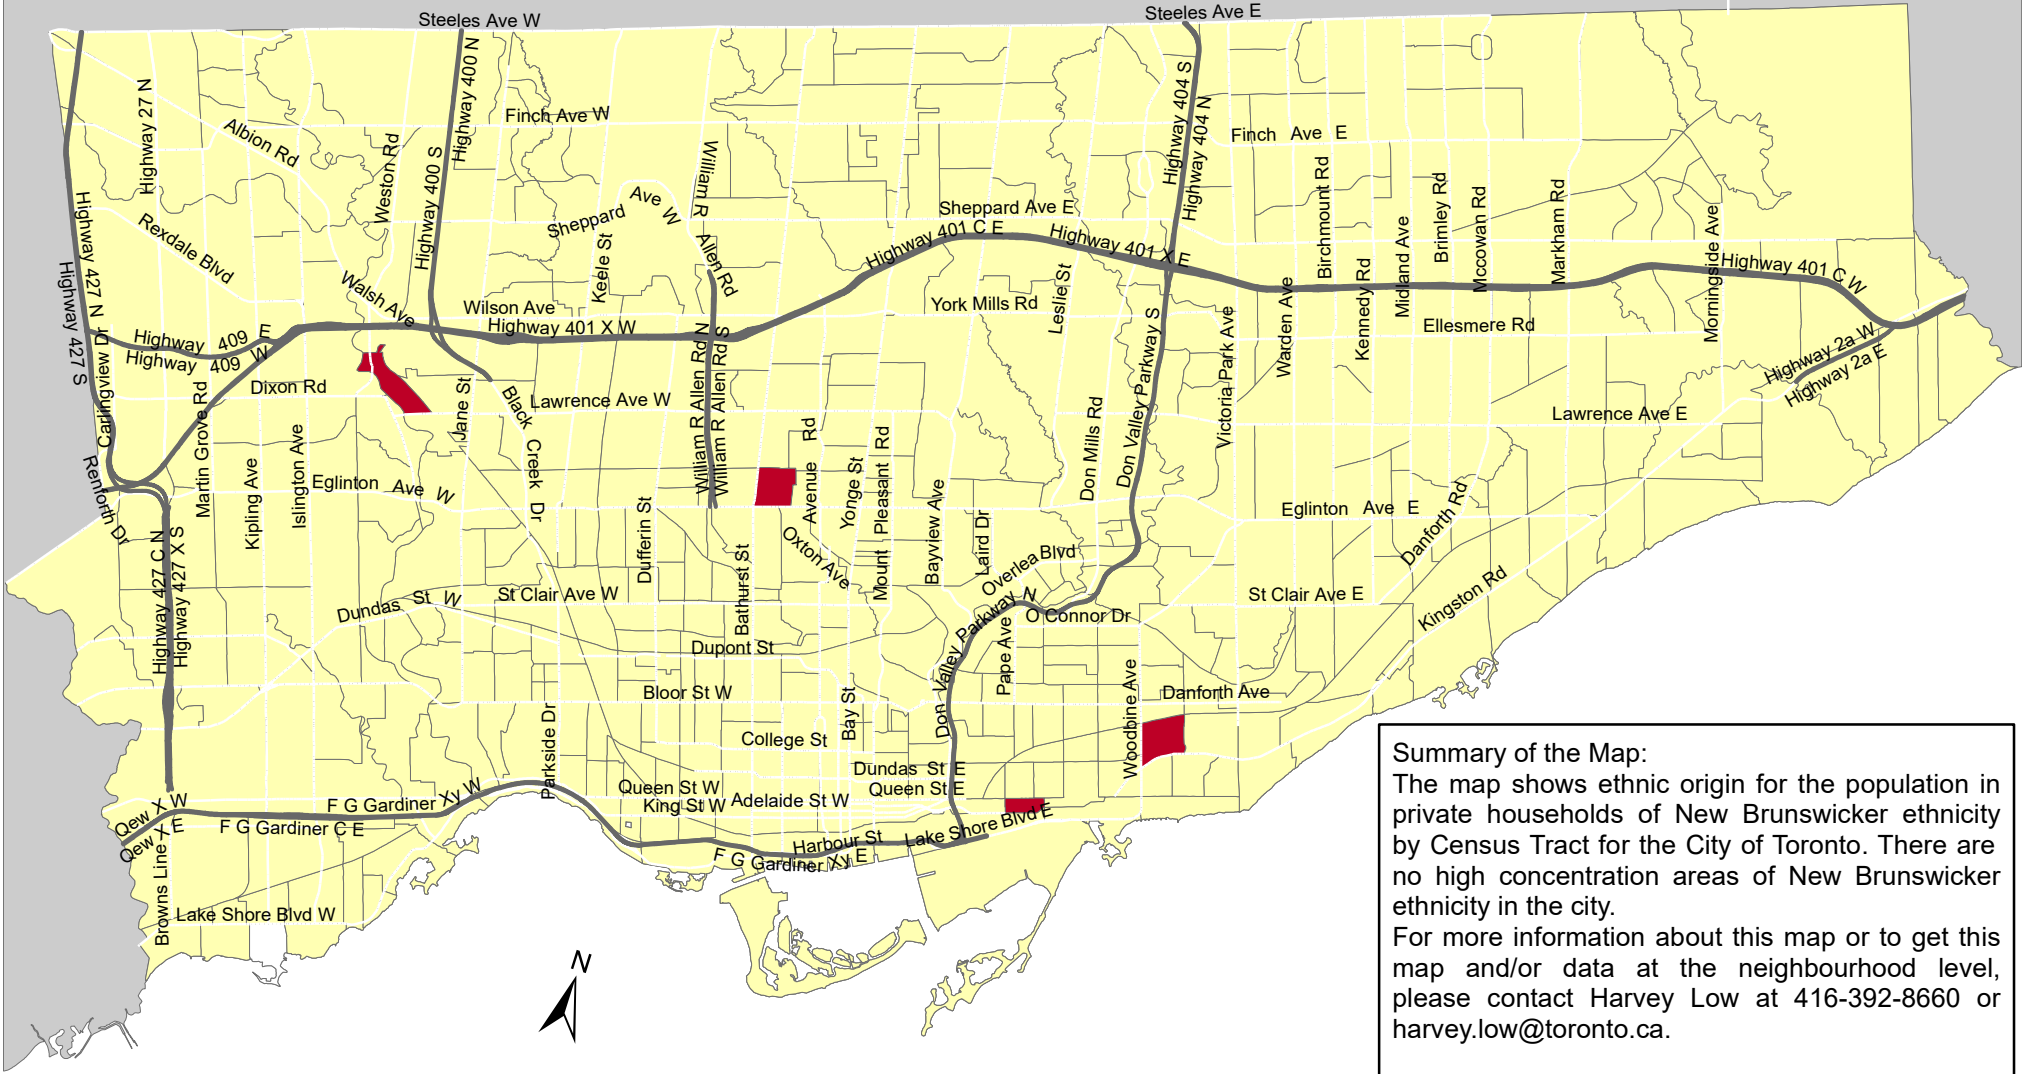 Steeles Ave W
Steeles Ave E
Highway 27 N
Albion Rd
Weston Rd
Highway 400 N
Highway 400 S
Finch Ave W
William R Allen Rd
Highway 404 S
Highway 404 N
Finch Ave E
Sheppard Ave W
Keele St
Sheppard Ave E
Highway 401 C E
Highway 401 X E
Leslie St
Birchmount Rd
Kennedy Rd
Midland Ave
Brimley Rd
Mccowan Rd
Markham Rd
Morningside Ave
Highway 401 C W
Highway 427 N
Highway 427 S
Rexdale Blvd
Walsh Ave
Wilson Ave
Highway 401 X W
York Mills Rd
Warden Ave
Ellesmere Rd
Highway 2a W
Highway 2a E
Highway 409 E
Highway 409 W
Carlingview Dr
Dixon Rd
Martin Grove Rd
Jane St
Black Creek Dr
Lawrence Ave W
William R Allen Rd N
William R Allen Rd S
Don Valley Parkway S
Victoria Park Ave
Lawrence Ave E
Renforth Dr
Kipling Ave
Islington Ave
Eglinton Ave W
Dufferin St
Avenue Rd
Yonge St
Mount Pleasant Rd
Bayview Ave
Laird Dr
Don Mills Rd
Eglinton Ave E
Danforth Rd
Highway 427 C N
Highway 427 X S
Oxton Ave
Bathurst St
Overlea Blvd
Dundas St W
St Clair Ave W
O Connor Dr
St Clair Ave E
Kingston Rd
Don Valley Parkway N
Pape Ave
Dupont St
Bloor St W
Bay St
Woodbine Ave
Danforth Ave
Parkside Dr
College St
Dundas St E
Queen St W
Queen St E
King St W
Adelaide St W
Qew X W
Qew X E
F G Gardiner Xy W
F G Gardiner C E
Harbour St
Lake Shore Blvd E
F G Gardiner Xy E
Browns Line
Lake Shore Blvd W
N
Summary of the Map:
The map shows ethnic origin for the population in
private households of New Brunswicker ethnicity
by Census Tract for the City of Toronto. There are
no high concentration areas of New Brunswicker
ethnicity in the city.
For more information about this map or to get this
map and/or data at the neighbourhood level,
please contact Harvey Low at 416-392-8660 or
harvey.low@toronto.ca.